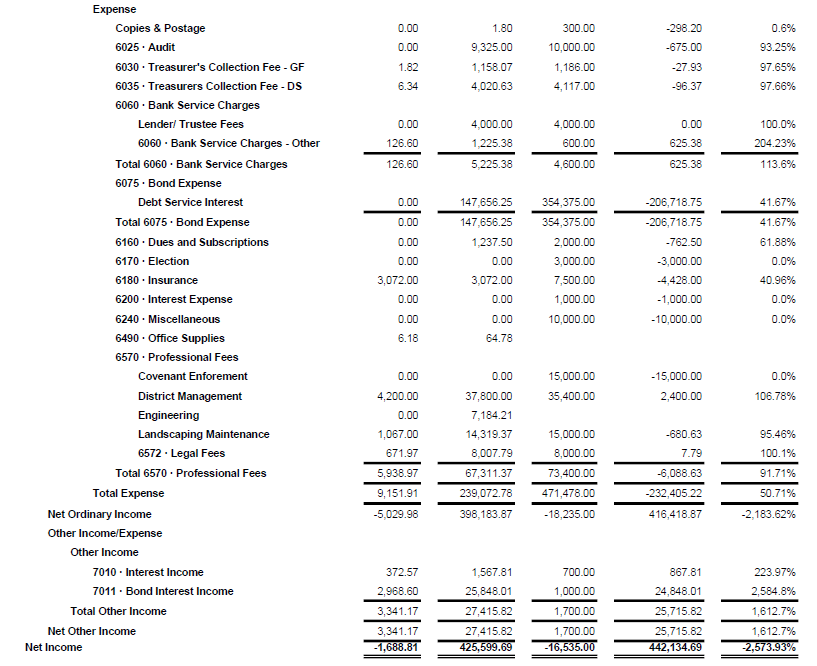 Expense
Copies & Postage 0.00 1.80 300.00 -298.20 0.6%
6025 · Audit 0.00 9,325.00 10,000.00 -675.00 93.25%
6030 · Treasurer's Collection Fee - GF 1.82 1,158.07 1,186.00 -27.93 97.65%
6035 · Treasurers Collection Fee - DS 6.34 4,020.63 4,117.00 -96.37 97.66%
6060 · Bank Service Charges
Lender/ Trustee Fees 0.00 4,000.00 4,000.00 0.00 100.0%
6060 · Bank Service Charges - Other 126.60 1,225.38 600.00 625.38 204.23%
Total 6060 · Bank Service Charges 126.60 5,225.38 4,600.00 625.38 113.6%
6075 · Bond Expense
Debt Service Interest 0.00 147,656.25 354,375.00 -206,718.75 41.67%
Total 6075 · Bond Expense 0.00 147,656.25 354,375.00 -206,718.75 41.67%
6160 · Dues and Subscriptions 0.00 1,237.50 2,000.00 -762.50 61.88%
6170 · Election 0.00 0.00 3,000.00 -3,000.00 0.0%
6180 · Insurance 3,072.00 3,072.00 7,500.00 -4,428.00 40.96%
6200 · Interest Expense 0.00 0.00 1,000.00 -1,000.00 0.0%
6240 · Miscellaneous 0.00 0.00 10,000.00 -10,000.00 0.0%
6490 · Office Supplies 6.18 64.78
6570 · Professional Fees
Covenant Enforement 0.00 0.00 15,000.00 -15,000.00 0.0%
District Management 4,200.00 37,800.00 35,400.00 2,400.00 106.78%
Engineering 0.00 7,184.21
Landscaping Maintenance 1,067.00 14,319.37 15,000.00 -680.63 95.46%
6572 · Legal Fees 671.97 8,007.79 8,000.00 7.79 100.1%
Total 6570 · Professional Fees 5,938.97 67,311.37 73,400.00 -6,088.63 91.71%
Total Expense 9,151.91 239,072.78 471,478.00 -232,405.22 50.71%
Net Ordinary Income -5,029.98 398,183.87 -18,235.00 416,418.87 -2,183.62%
Other Income/Expense
Other Income
7010 · Interest Income 372.57 1,567.81 700.00 867.81 223.97%
7011 · Bond Interest Income 2,968.60 25,848.01 1,000.00 24,848.01 2,584.8%
Total Other Income 3,341.17 27,415.82 1,700.00 25,715.82 1,612.7%
Net Other Income 3,341.17 27,415.82 1,700.00 25,715.82 1,612.7%
Net Income -1,688.81 425,599.69 -16,535.00 442,134.69 -2,573.93%